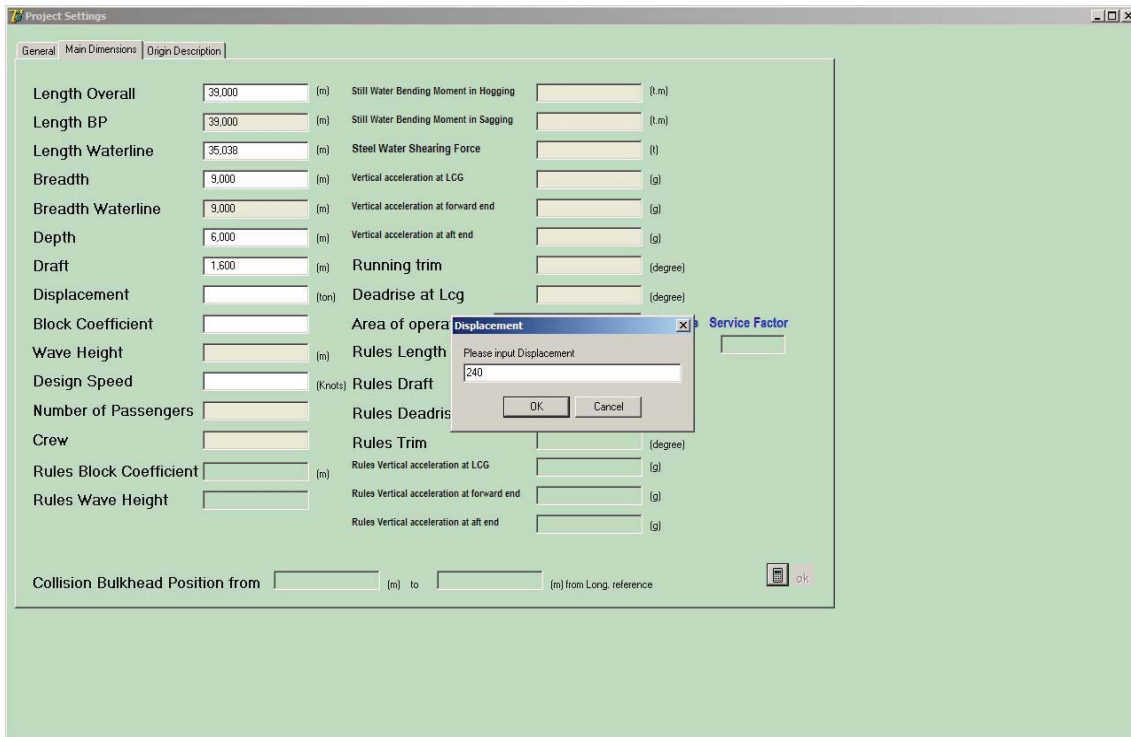 Project Settings
General Main Dimensions Origin Description
Length Overall 39,000 (m) Still Water Bending Moment in Hogging (t.m)
Length BP 39,000 (m) Still Water Bending Moment in Sagging (t.m)
Length Waterline 35,038 (m) Steel Water Shearing Force (t)
Breadth 9,000 (m) Vertical acceleration at LCG (g)
Breadth Waterline 9,000 (m) Vertical acceleration at forward end (g)
Depth 6,000 (m) Vertical acceleration at aft end (g)
Draft 1,600 (m) Running trim (degree)
Displacement (ton) Deadrise at Lcg (degree)
Block Coefficient Area of opera Displacement s Service Factor
Wave Height (m) Rules Length Please input Displacement
240
Design Speed (Knots) Rules Draft
Number of Passengers Rules Deadris OK Cancel
Crew Rules Trim (degree)
Rules Block Coefficient (m) Rules Vertical acceleration at LCG (g)
Rules Wave Height Rules Vertical acceleration at forward end (g)
Rules Vertical acceleration at aft end (g)
Collision Bulkhead Position from (m) to (m) from Long. reference ok